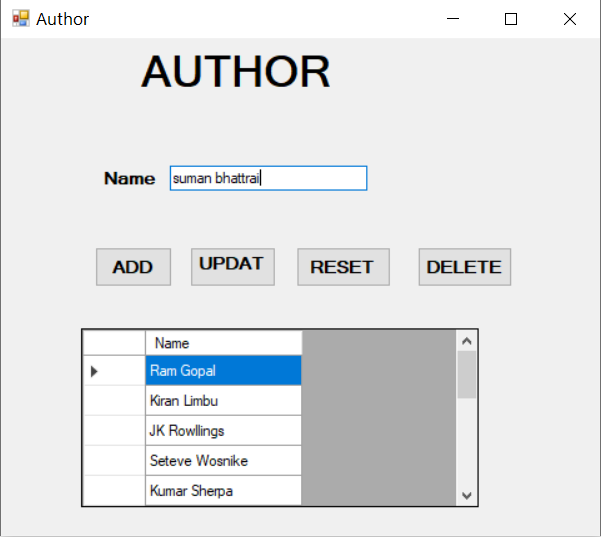 Author
AUTHOR
Name suman bhattrai
ADD UPDAT RESET DELETE
Name
Ram Gopal
Kiran Limbu
JK Rowllings
Seteve Wosnike
Kumar Sherpa